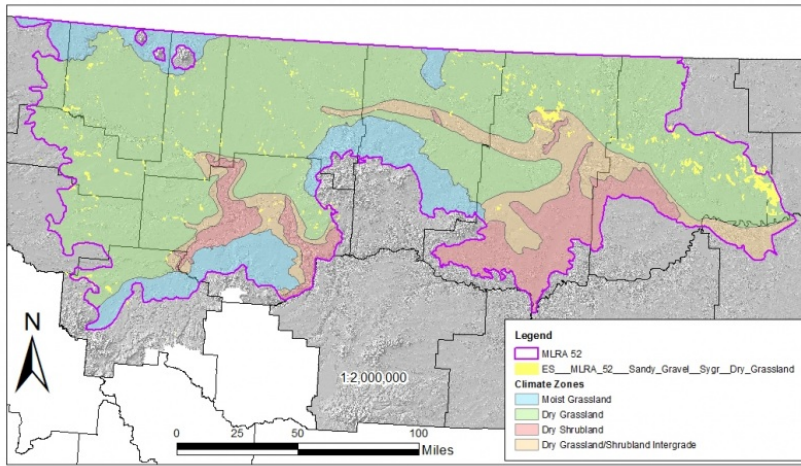 N
1:2,000,000
0 25 50 100
Miles
Legend
MLRA 52
ES___MLRA_52___Sandy_Gravel_Sygr_Dry_Grassland
Climate Zones
Moist Grassland
Dry Grassland
Dry Shrubland
Dry Grassland/Shrubland Intergrade